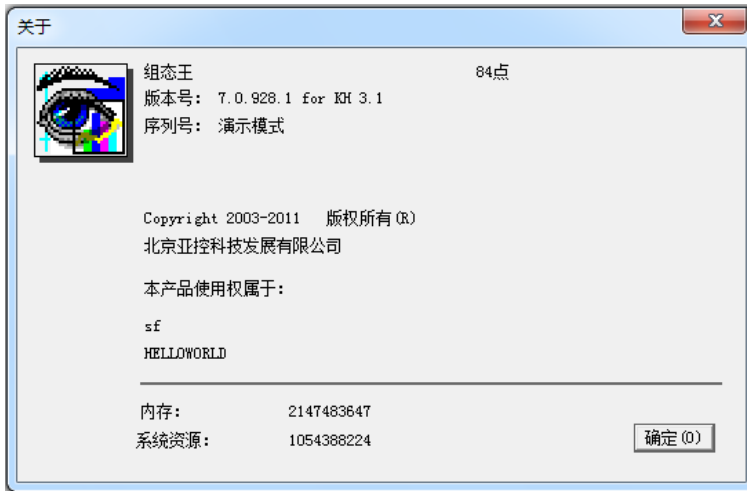 关于
组态王 84点
版本号： 7.0.928.1 for KH 3.1
序列号： 演示模式
Copyright 2003-2011 版权所有(R)
北京亚控科技发展有限公司
本产品使用权属于：
sf
HELLOWORLD
内存： 2147483647
系统资源： 1054388224
确定(O)